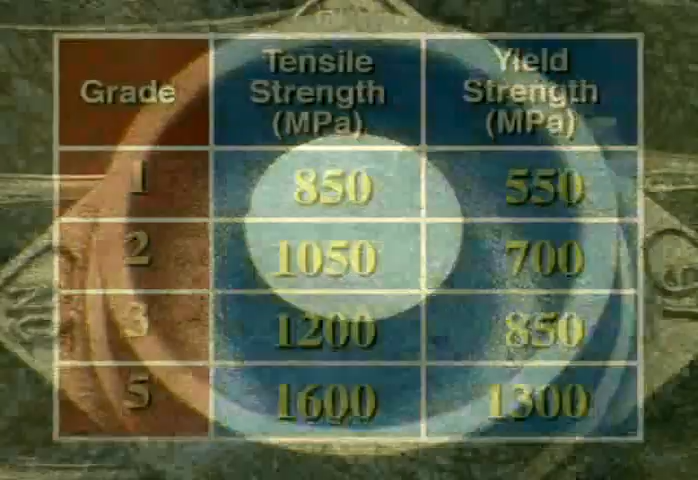 Grade Tensile Strength (MPa) Yield Strength (MPa)
1 850 550
2 1050 700
3 1200 850
5 1600 1300